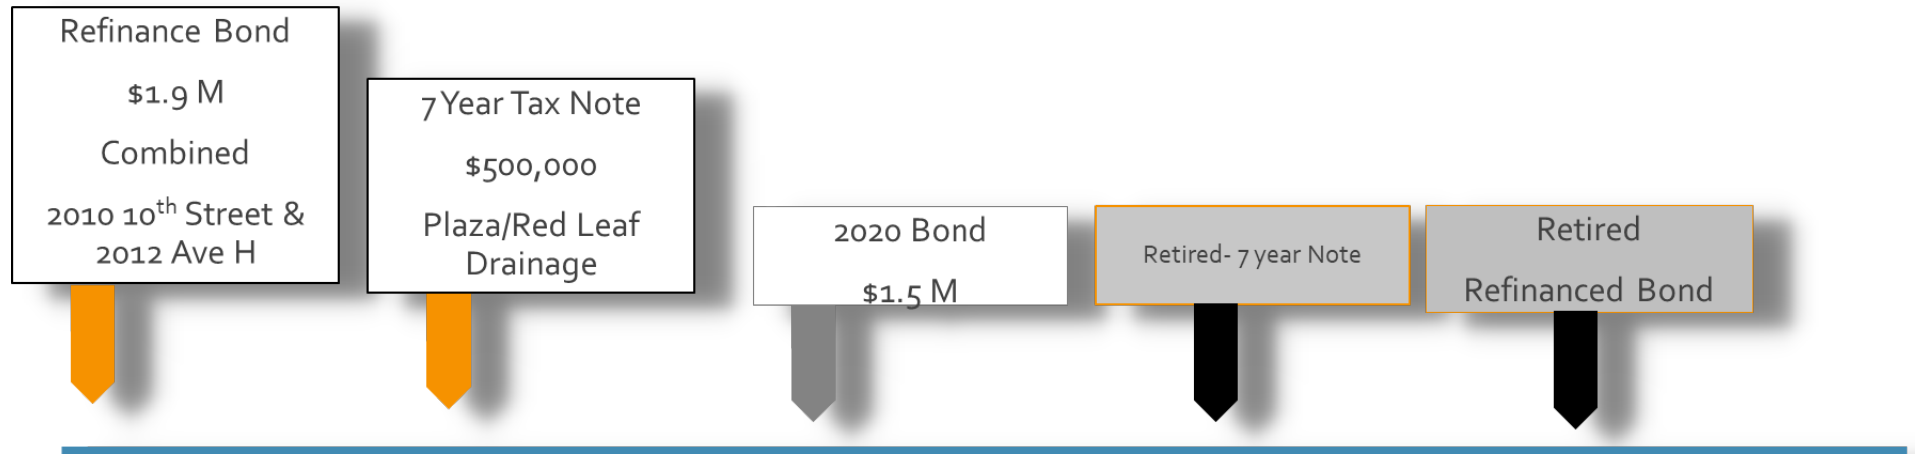 Refinance Bond
$1.9 M
Combined
2010 10th Street &
2012 Ave H
7 Year Tax Note
$500,000
Plaza/Red Leaf
Drainage
2020 Bond
$1.5 M
Retired- 7 year Note
Retired
Refinanced Bond